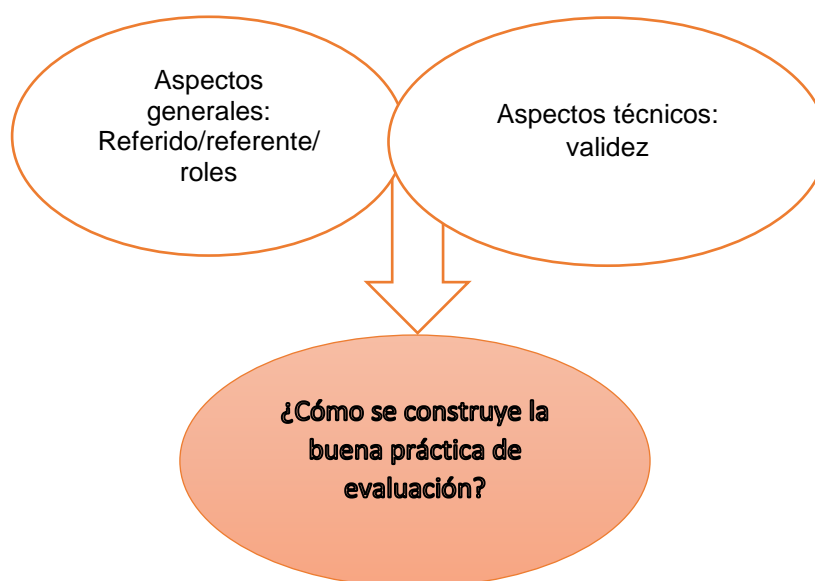 Aspectos
generales:
Referido/referente/
roles
Aspectos técnicos:
validez
¿Cómo se construye la
buena práctica de
evaluación?